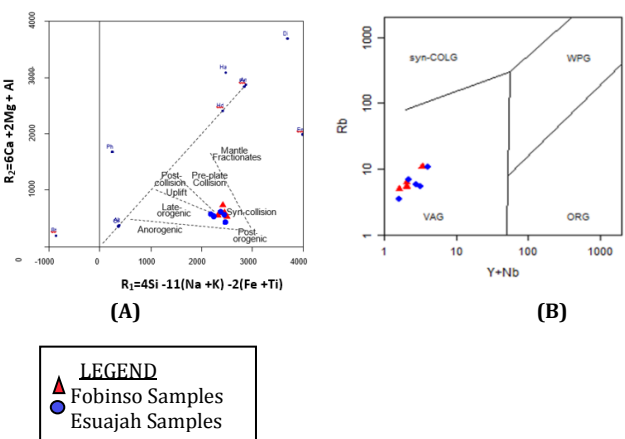 (A)
R₂=6Ca +2Mg + Al
4000
3000
2000
1000
0
Di
Ha
Ph
Mantle
Fractionates
Post-
collision
Pre-plate
Collision
Uplift
Late-
orogenic
Syn-collision
Anorogenic
Post-
orogenic
-1000
0
1000
2000
3000
4000
R₁=4Si -11(Na +K) -2(Fe +Ti)
(A)
Rb
1000
100
10
1
syn-COLG
WPG
VAG
ORG
1
10
100
1000
Y+Nb
(B)
LEGEND
Fobinso Samples
Esuajah Samples